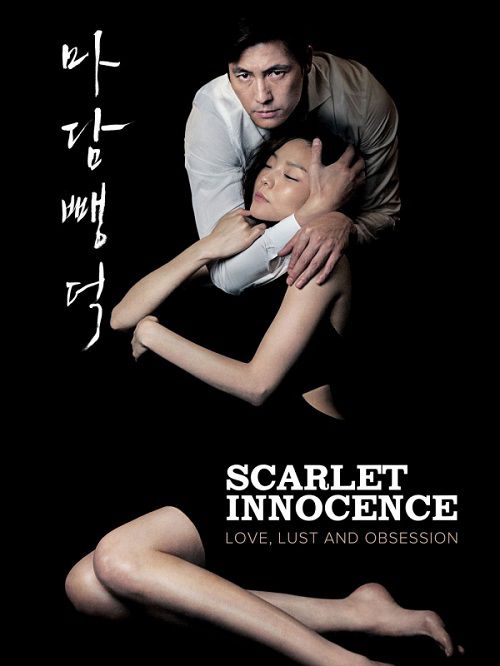 마담뺑덕
SCARLET
INNOCENCE
LOVE, LUST AND OBSESSION